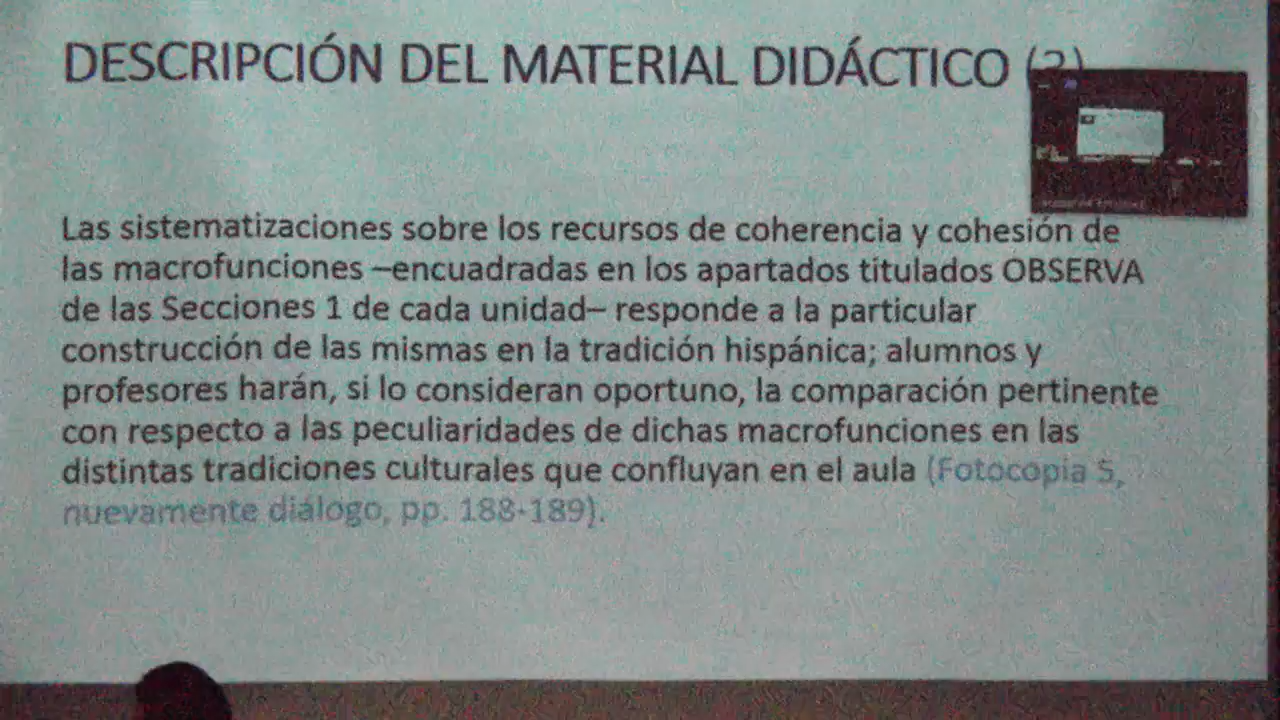 DESCRIPCIÓN DEL MATERIAL DIDÁCTICO
Las sistematizaciones sobre los recursos de coherencia y cohesión de
las macrofunciones –encuadradas en los apartados titulados OBSERVA
de las Secciones 1 de cada unidad– responde a la particular
construcción de las mismas en la tradición hispánica; alumnos y
profesores harán, si lo consideran oportuno, la comparación pertinente
con respecto a las peculiaridades de dichas macrofunciones en las
distintas tradiciones culturales que confluyan en el aula (Fotocopia 5,
nuevamente diálogo, pp. 188-189).